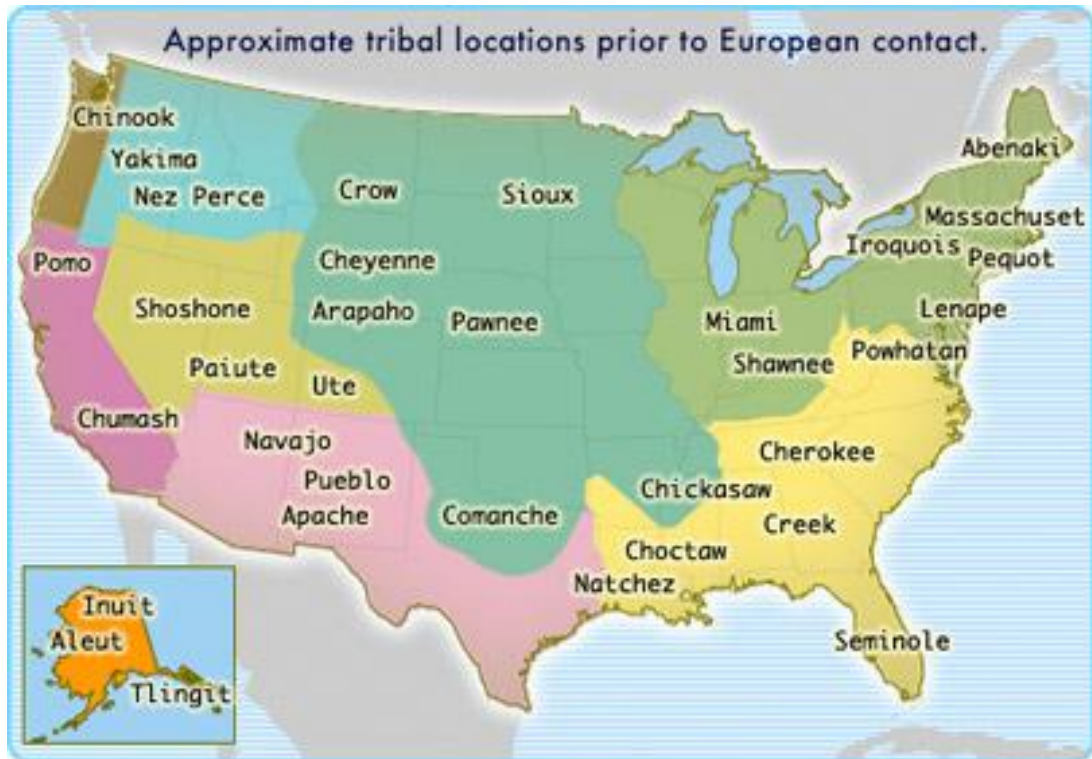 Approximate tribal locations prior to European contact.
Chinook
Yakima
Nez Perce
Crow
Sioux
Abenaki
Massachuset
Iroquois
Pequot
Pomo
Cheyenne
Shoshone
Arapaho
Pawnee
Miami
Lenape
Shawnee
Powhatan
Paiute
Ute
Chumash
Navajo
Pueblo
Apache
Comanche
Cherokee
Chickasaw
Creek
Choctaw
Natchez
Seminole
Inuit
Aleut
Tlingit